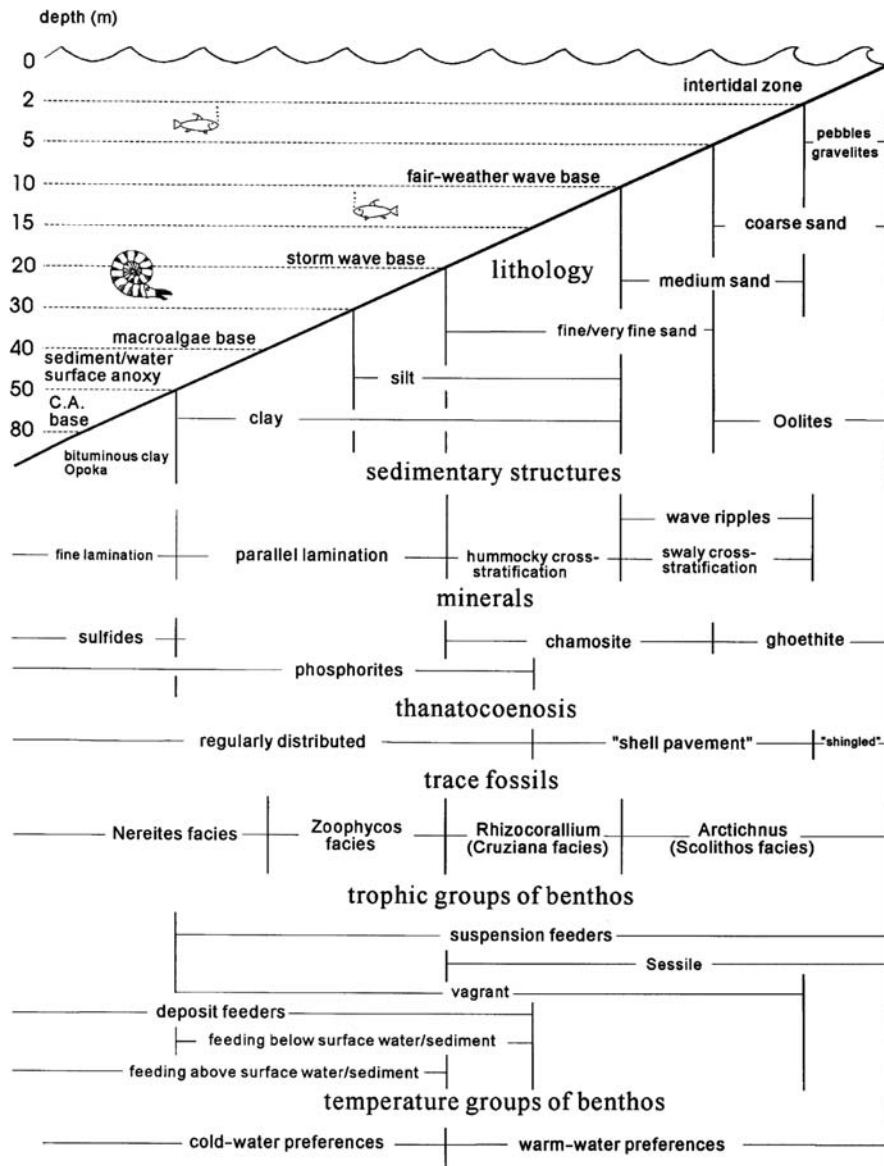 depth (m)
0
intertidal zone
2
pebbles
gravelites
5
fair-weather wave base
10
15
coarse sand
storm wave base
20
lithology
medium sand
30
fine/very fine sand
macroalgae base
40
sediment/water
surface anoxy
silt
50
C.A.
base
clay
Oolites
80
bituminous clay
Opoka
sedimentary structures
wave ripples
fine lamination
parallel lamination
hummocky cross-
stratification
swaly cross-
stratification
minerals
sulfides
chamosite
ghoethite
phosphorites
thanatocoenosis
regularly distributed
"shell pavement"
"shingled"
trace fossils
Nereites facies
Zoophycos
facies
Rhizocorallium
(Cruziana facies)
Arctichnus
(Scolithos facies)
trophic groups of benthos
suspension feeders
Sessile
vagrant
deposit feeders
feeding below surface water/sediment
feeding above surface water/sediment
temperature groups of benthos
cold-water preferences
warm-water preferences